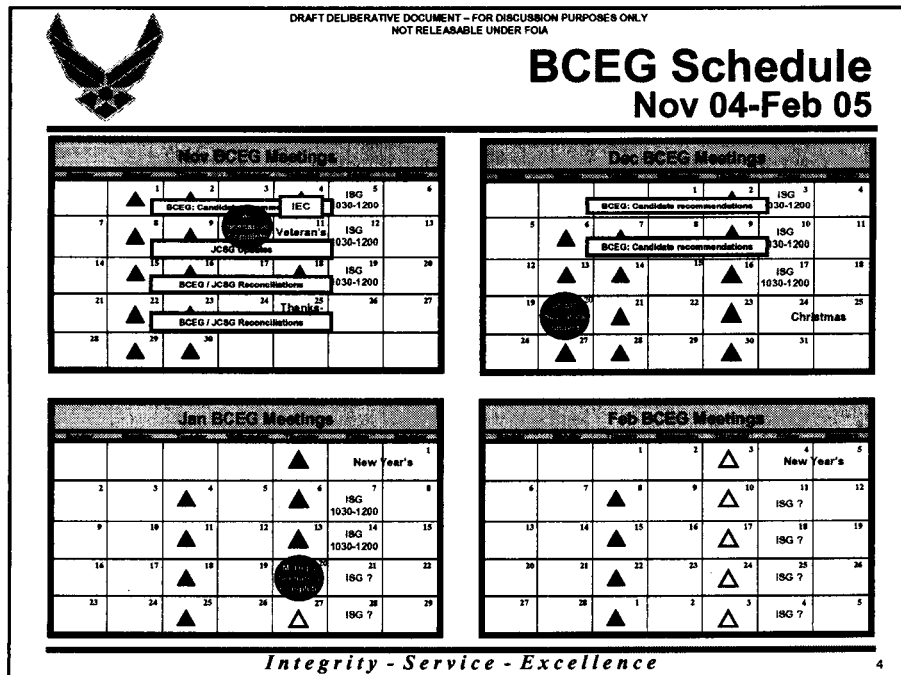 DRAFT DELIBERATIVE DOCUMENT – FOR DISCUSSION PURPOSES ONLY
NOT RELEASABLE UNDER FOIA
BCEG Schedule
Nov 04-Feb 05
Nov BCEG Meetings
1 2 3 4 5 6
ISG
BCEG: Candidate
IEC
030-1200
7 8 9 11 12 13
Veteran's
ISG
030-1200
JCSG Updates
14 15 16 17 18 19 20
ISG
1030-1200
BCEG / JCSG Reconciliations
21 22 23 24 25 26 27
Thanks-
BCEG / JCSG Reconciliations
28 29 30
Dec BCEG Meetings
1 2 3 4
ISG
1030-1200
BCEG: Candidate recommendations
5 6 7 8 9 10 11
ISG
030-1200
BCEG: Candidate recommendations
12 13 14 15 16 17 18
ISG
1030-1200
19 20 21 22 23 24 25
Christmas
26 27 28 29 30 31
Jan BCEG Meetings
1
New Year's
2 3 4 5 6 7 8
ISG
1030-1200
9 10 11 12 13 14 15
ISG
1030-1200
16 17 18 19 20 21 22
ISG ?
23 24 25 26 27 28 29
ISG ?
Feb BCEG Meetings
1 2 3 4 5
New Year's
6 7 8 9 10 11 12
ISG ?
13 14 15 16 17 18 19
ISG ?
20 21 22 23 24 25 26
ISG ?
27 28 1 2 3 4 5
ISG ?
Integrity - Service - Excellence
4